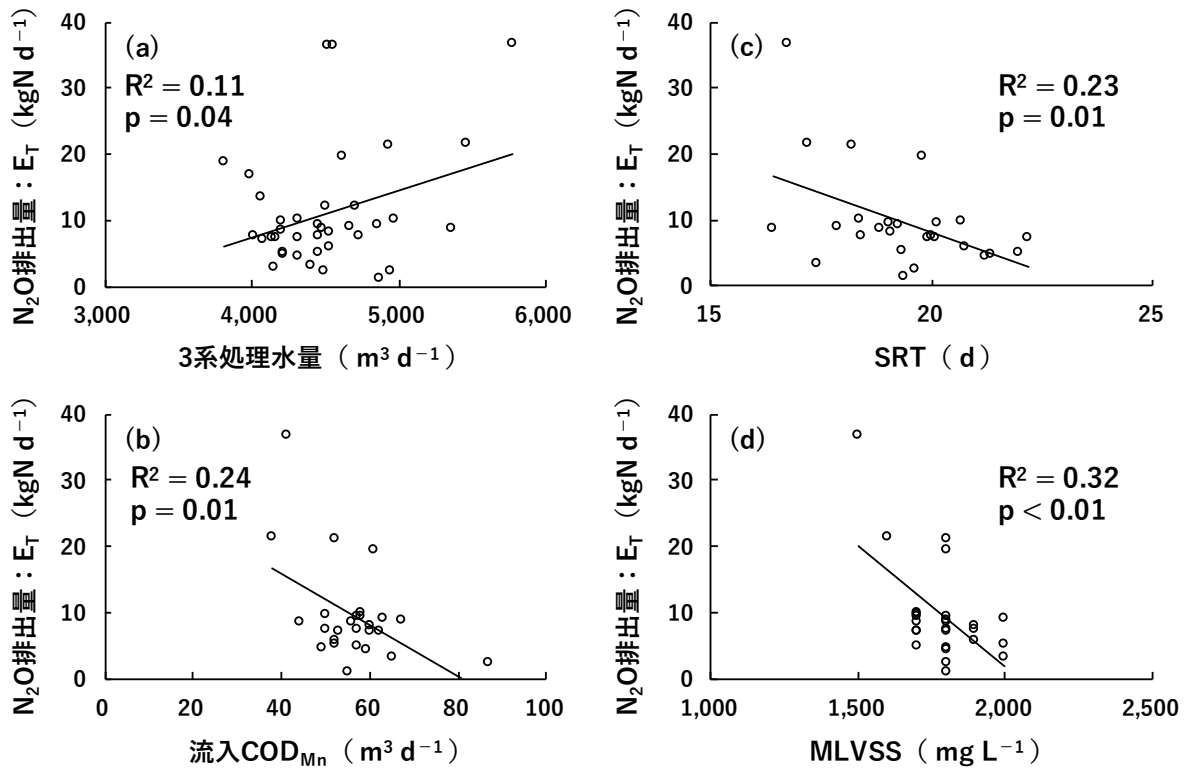 N₂O排出量：E_T（kgN d⁻¹）
40
30
20
10
0
(a)
R² = 0.11
p = 0.04
3,000 4,000 5,000 6,000
3系処理水量（ m³ d⁻¹）
N₂O排出量：E_T（kgN d⁻¹）
40
30
20
10
0
(c)
R² = 0.23
p = 0.01
15 20 25
SRT（ d）
N₂O排出量：E_T（kgN d⁻¹）
40
30
20
10
0
(b)
R² = 0.24
p = 0.01
0 20 40 60 80 100
流入COD_Mn（ m³ d⁻¹）
N₂O排出量：E_T（kgN d⁻¹）
40
30
20
10
0
(d)
R² = 0.32
p < 0.01
1,000 1,500 2,000 2,500
MLVSS（ mg L⁻¹）